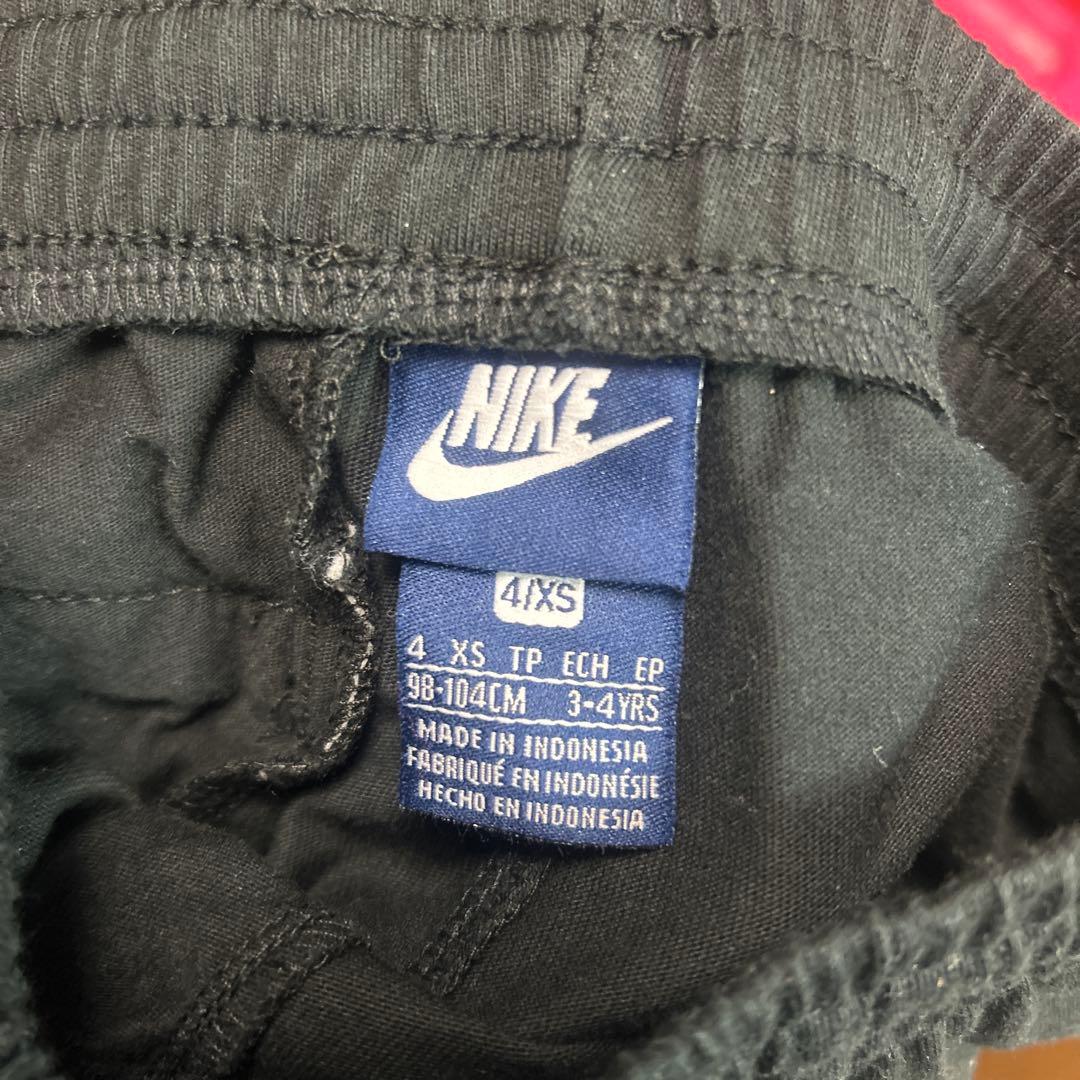 NIKE
4/XS
4 XS TP ECH EP
98-104CM 3-4YRS
MADE IN INDONESIA
FABRIQUÉ EN INDONÉSIE
HECHO EN INDONESIA